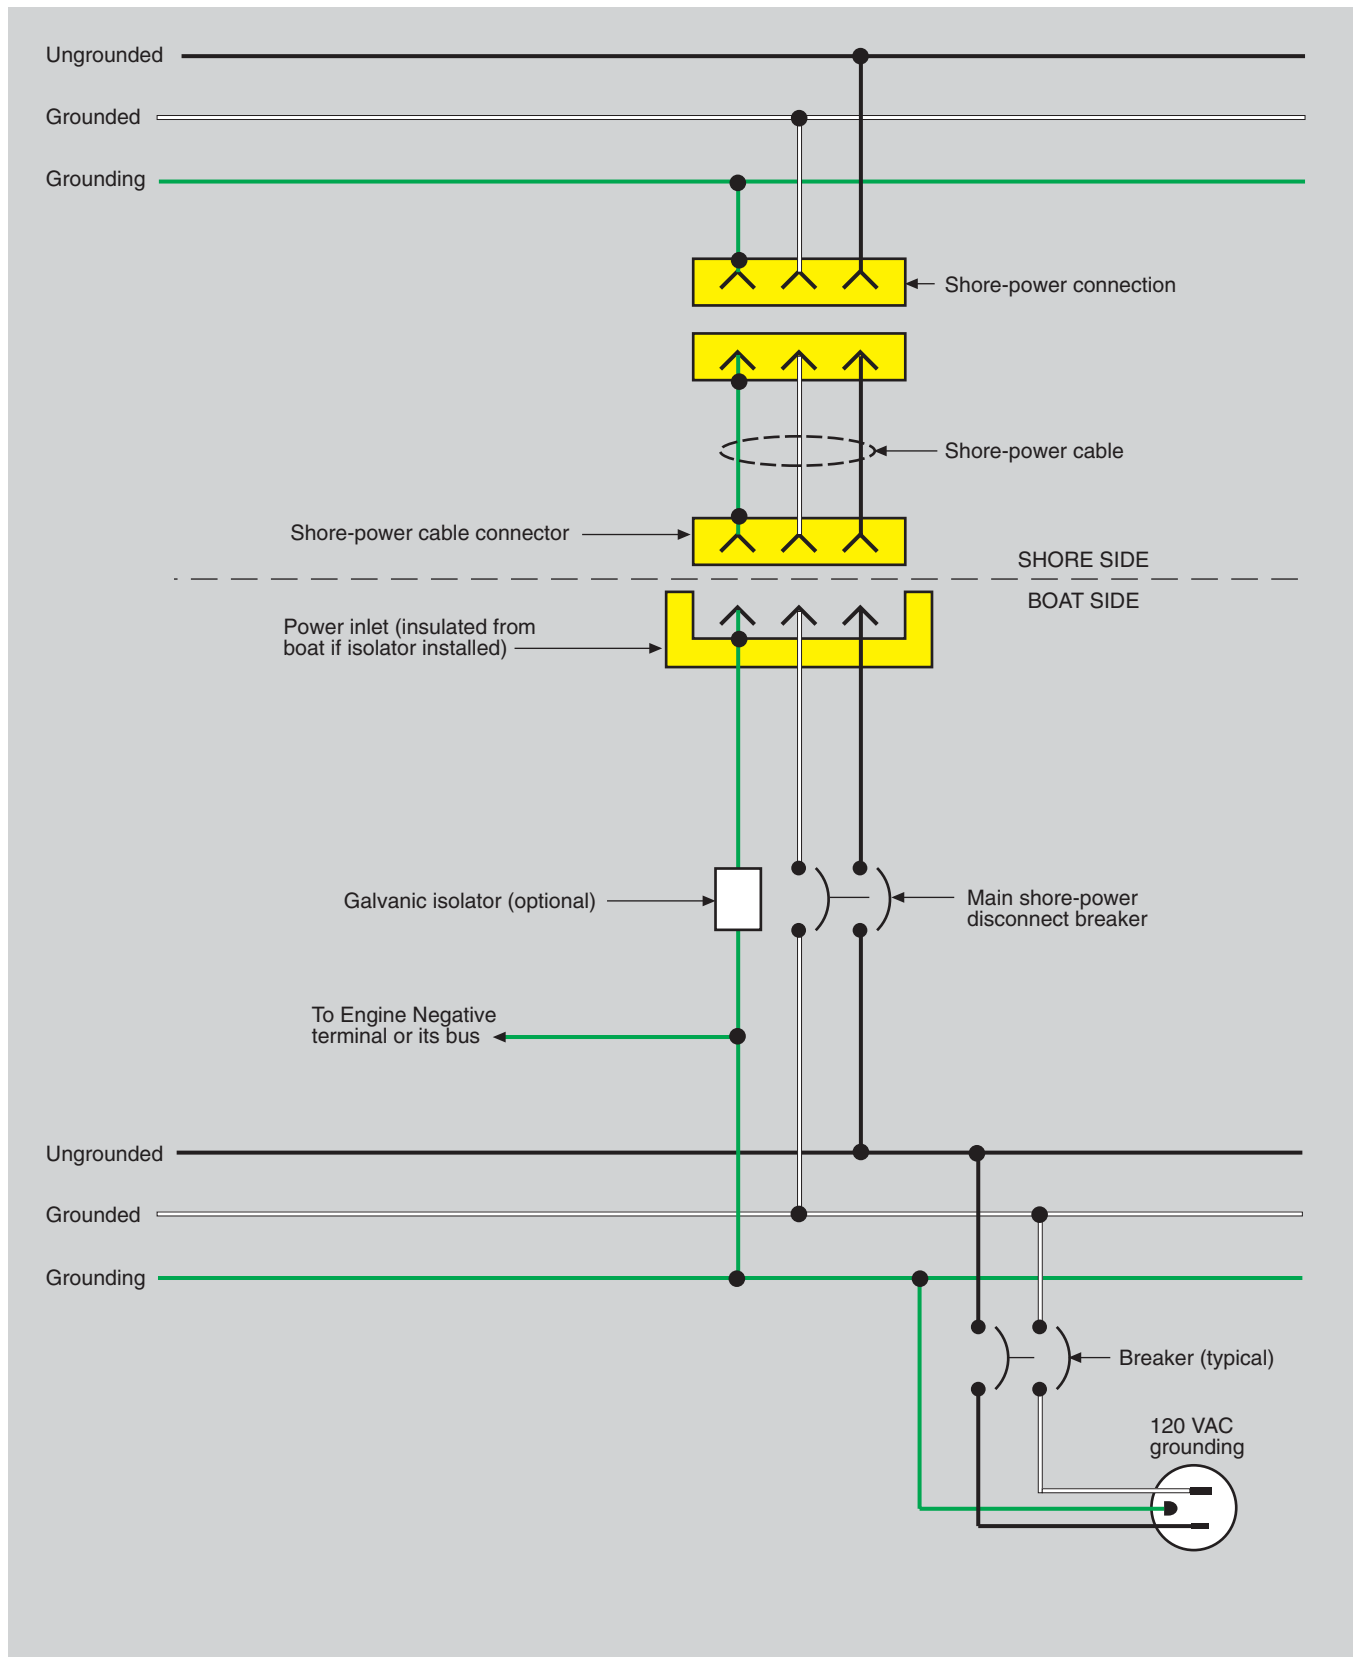 Ungrounded
Grounded
Grounding
Shore-power connection
Shore-power cable
Shore-power cable connector
SHORE SIDE
BOAT SIDE
Power inlet (insulated from
boat if isolator installed)
Galvanic isolator (optional)
Main shore-power
disconnect breaker
To Engine Negative
terminal or its bus
Ungrounded
Grounded
Grounding
Breaker (typical)
120 VAC
grounding